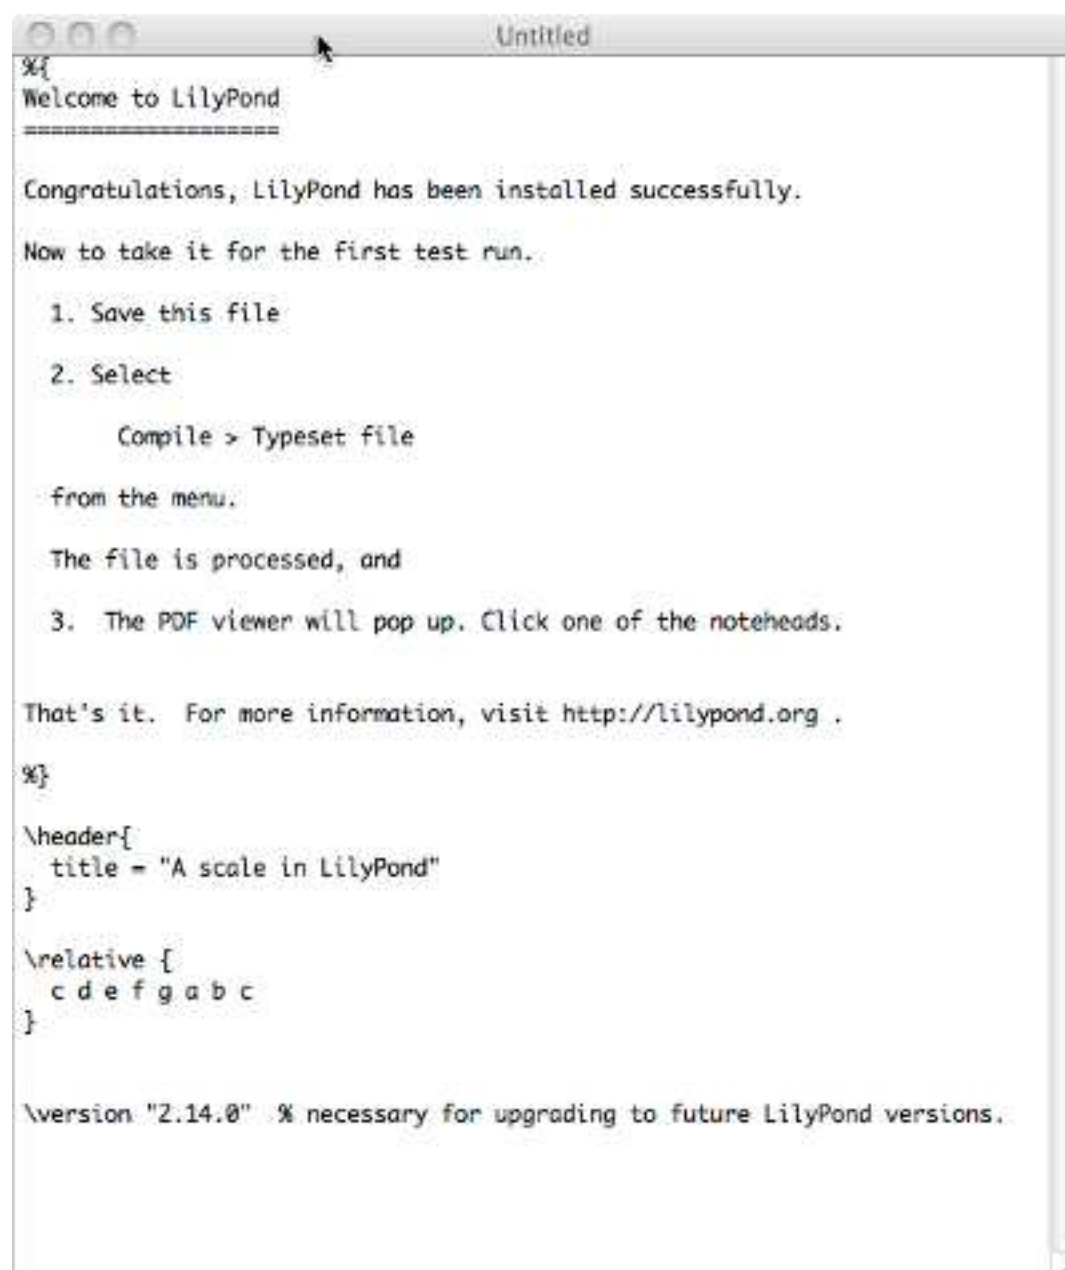 Untitled
%{
Welcome to LilyPond
===================
Congratulations, LilyPond has been installed successfully.
Now to take it for the first test run.
1. Save this file
2. Select
Compile > Typeset file
from the menu.
The file is processed, and
3.  The PDF viewer will pop up. Click one of the noteheads.
That's it.  For more information, visit http://lilypond.org .
%}
\header{
title = "A scale in LilyPond"
}
\relative {
c d e f g a b c
}
\version "2.14.0"  % necessary for upgrading to future LilyPond versions.